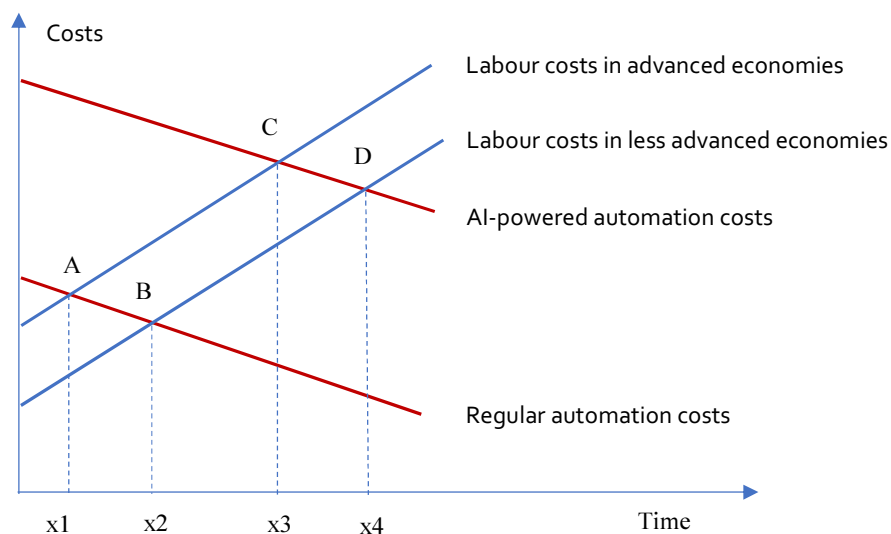 Costs
Labour costs in advanced economies
C
Labour costs in less advanced economies
D
AI-powered automation costs
A
B
Regular automation costs
x1
x2
x3
x4
Time